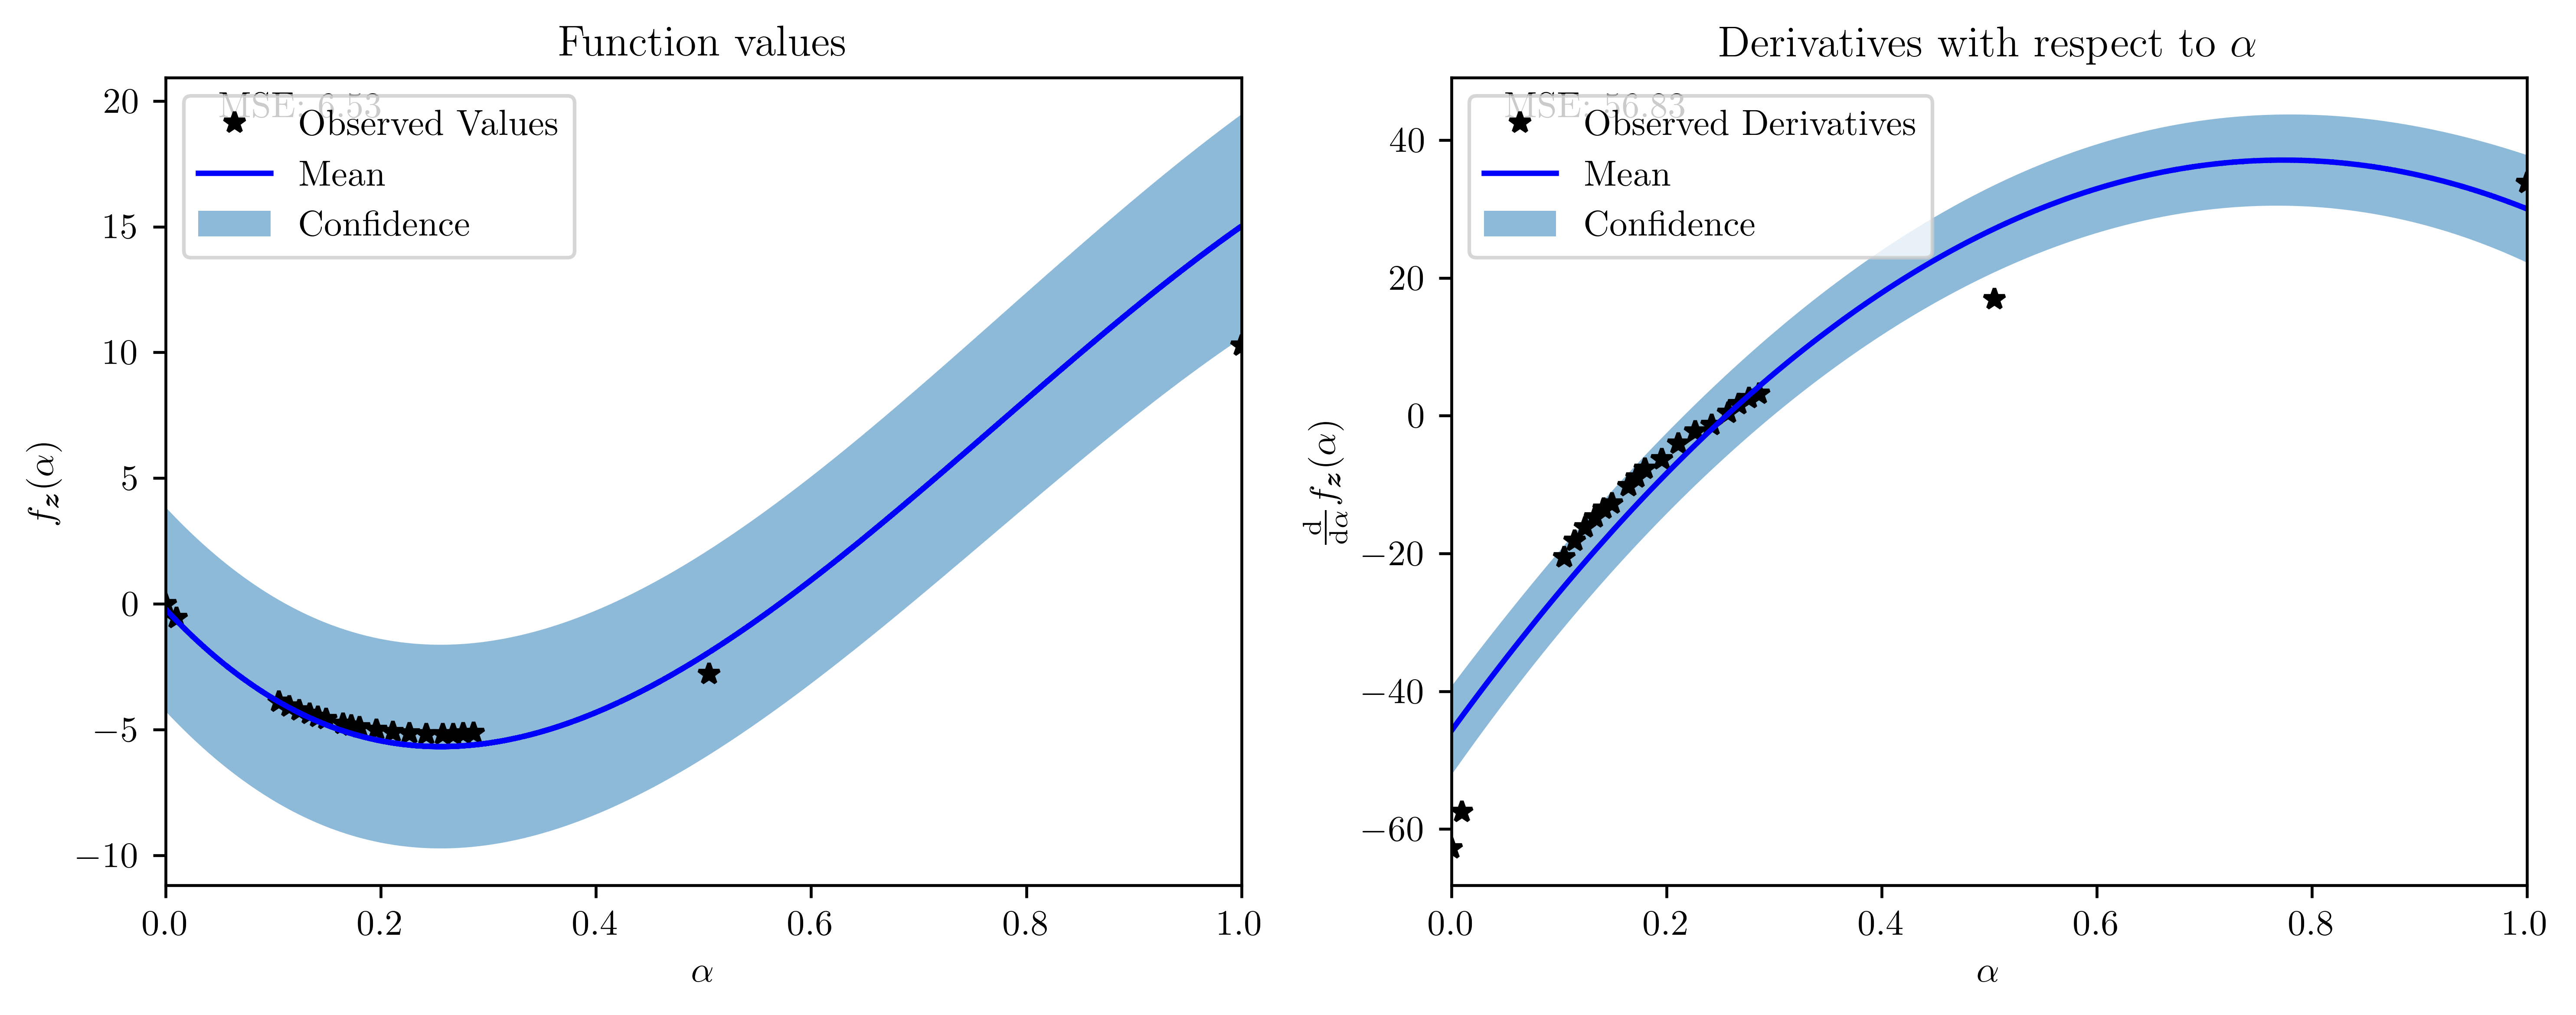 Function values
MSE: 6.53
Observed Values
Mean
Confidence
20
15
10
5
0
−5
−10
f_z(α)
0.0 0.2 0.4 0.6 0.8 1.0
α
Derivatives with respect to α
MSE: 56.83
Observed Derivatives
Mean
Confidence
40
20
0
−20
−40
−60
d/dα f_z(α)
0.0 0.2 0.4 0.6 0.8 1.0
α